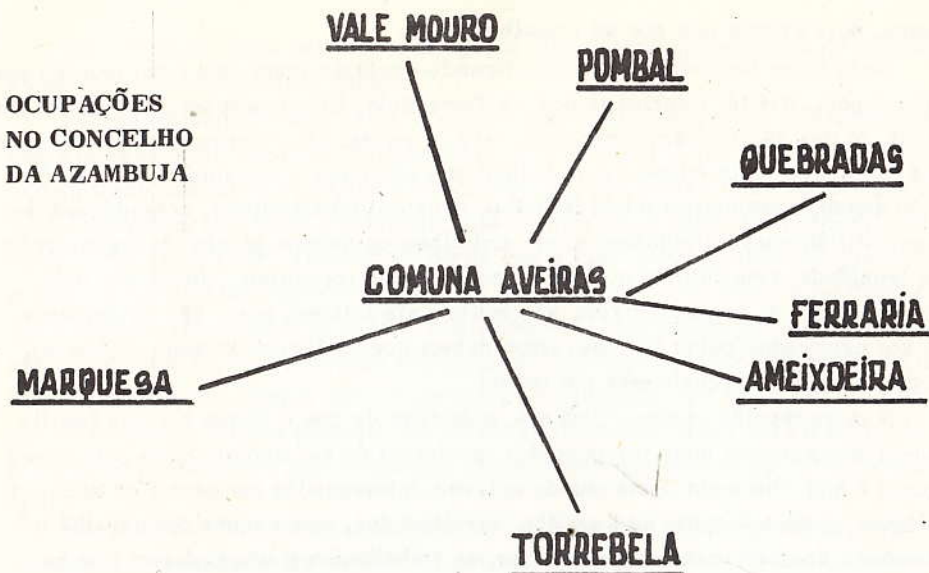 VALE MOURO
POMBAL
OCUPAÇÕES
NO CONCELHO
DA AZAMBUJA
QUEBRADAS
COMUNA AVEIRAS
FERRARIA
MARQUESA
AMEIXOEIRA
TORREBELA